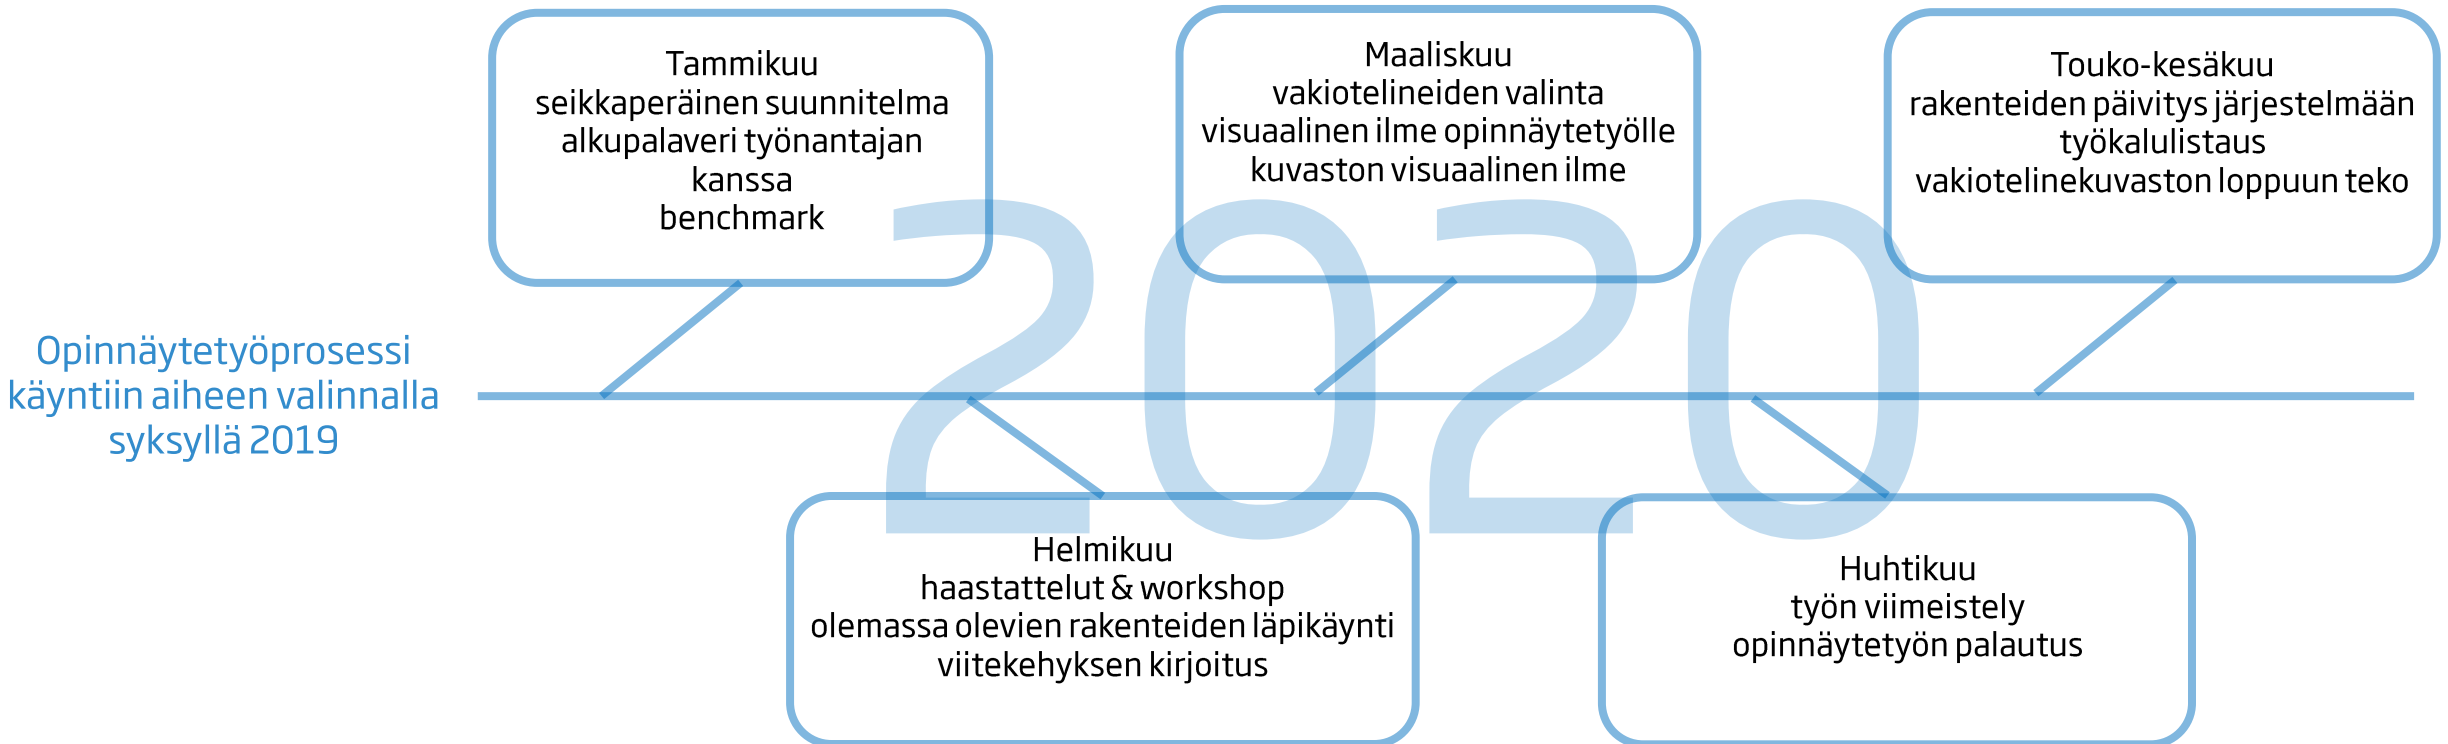 Opinnäytetyöprosessi
käyntiin aiheen valinnalla
syksyllä 2019
2020
Tammikuu
seikkaperäinen suunnitelma
alkupalaveri työnantajan
kanssa
benchmark
Helmikuu
haastattelut & workshop
olemassa olevien rakenteiden läpikäynti
viitekehyksen kirjoitus
Maaliskuu
vakiotelineiden valinta
visuaalinen ilme opinnäytetyölle
kuvaston visuaalinen ilme
Huhtikuu
työn viimeistely
opinnäytetyön palautus
Touko-kesäkuu
rakenteiden päivitys järjestelmään
työkalulistaus
vakiotelinekuvaston loppuun teko